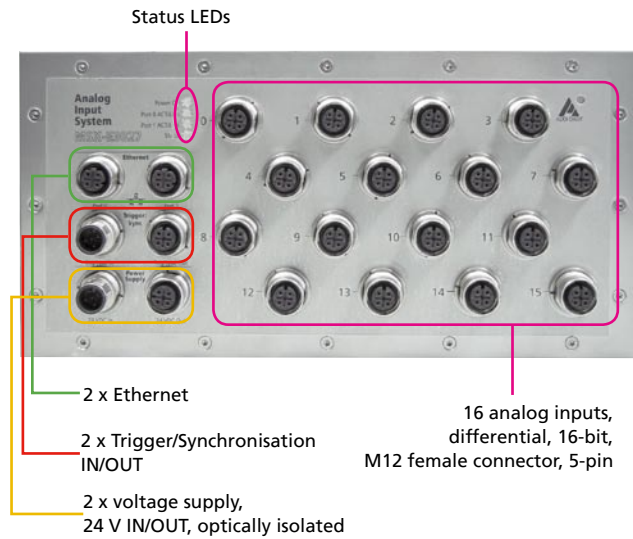 Status LEDs
Analog
Input
System
0
1
2
3
Ethernet
4
5
6
7
Trigger/
Sync
8
9
10
11
Power
Supply
12
13
14
15
2 x Ethernet
2 x Trigger/Synchronisation
IN/OUT
2 x voltage supply,
24 V IN/OUT, optically isolated
16 analog inputs,
differential, 16-bit,
M12 female connector, 5-pin